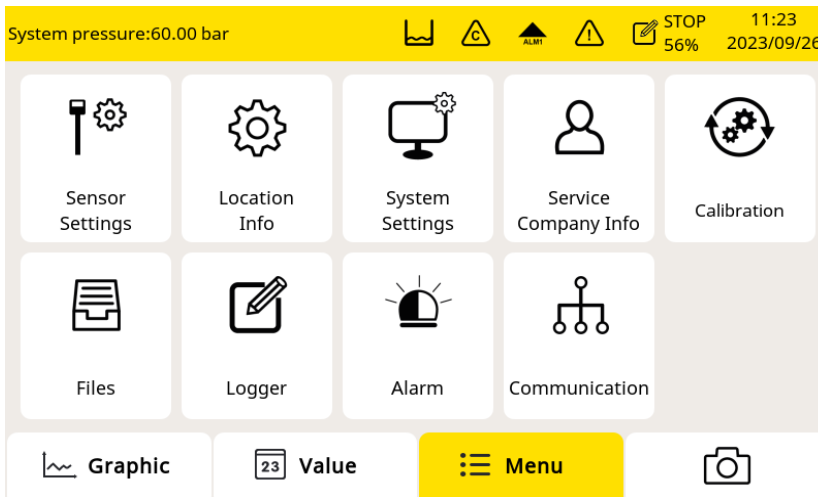 System pressure:60.00 bar
C
ALM1
!
STOP
56%
11:23
2023/09/26
Sensor
Settings
Location
Info
System
Settings
Service
Company Info
Calibration
Files
Logger
Alarm
Communication
Graphic
23
Value
Menu